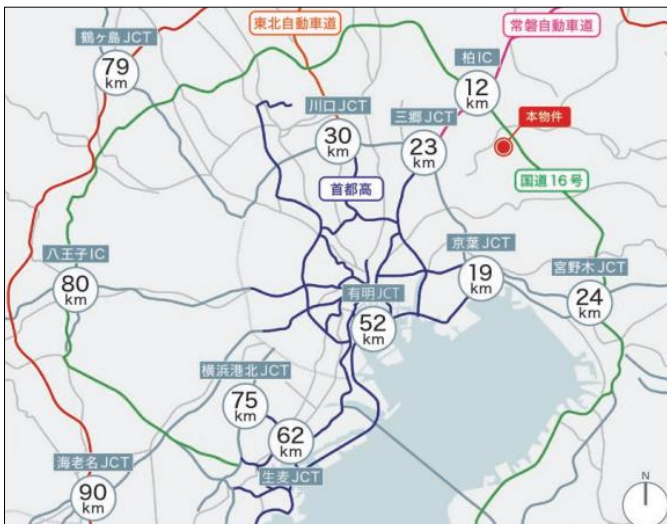 東北自動車道
常磐自動車道
鶴ヶ島JCT
79
km
柏IC
12
km
川口JCT
30
km
三郷JCT
23
km
本物件
首都高
国道16号
八王子IC
80
km
京葉JCT
19
km
宮野木JCT
24
km
有明JCT
52
km
横浜港北JCT
75
km
62
km
生麦JCT
海老名JCT
90
km
N